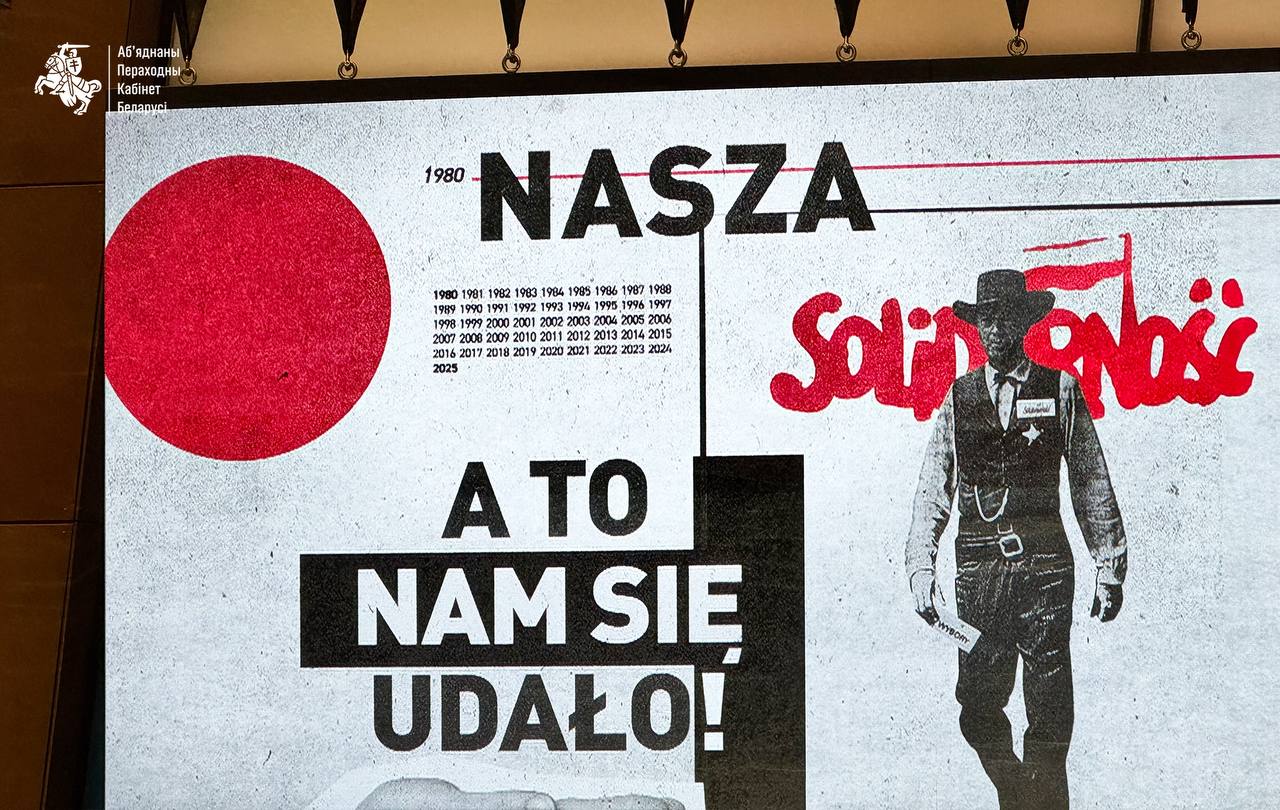 Аб'яднаны
Пераходны
Кабінет
Беларусі
1980
NASZA
1980 1981 1982 1983 1984 1985 1986 1987 1988
1989 1990 1991 1992 1993 1994 1995 1996 1997
1998 1999 2000 2001 2002 2003 2004 2005 2006
2007 2008 2009 2010 2011 2012 2013 2014 2015
2016 2017 2018 2019 2020 2021 2022 2023 2024
2025
A TO
NAM SIĘ
UDAŁO!
Solidarność
Solidarność
WYBORY